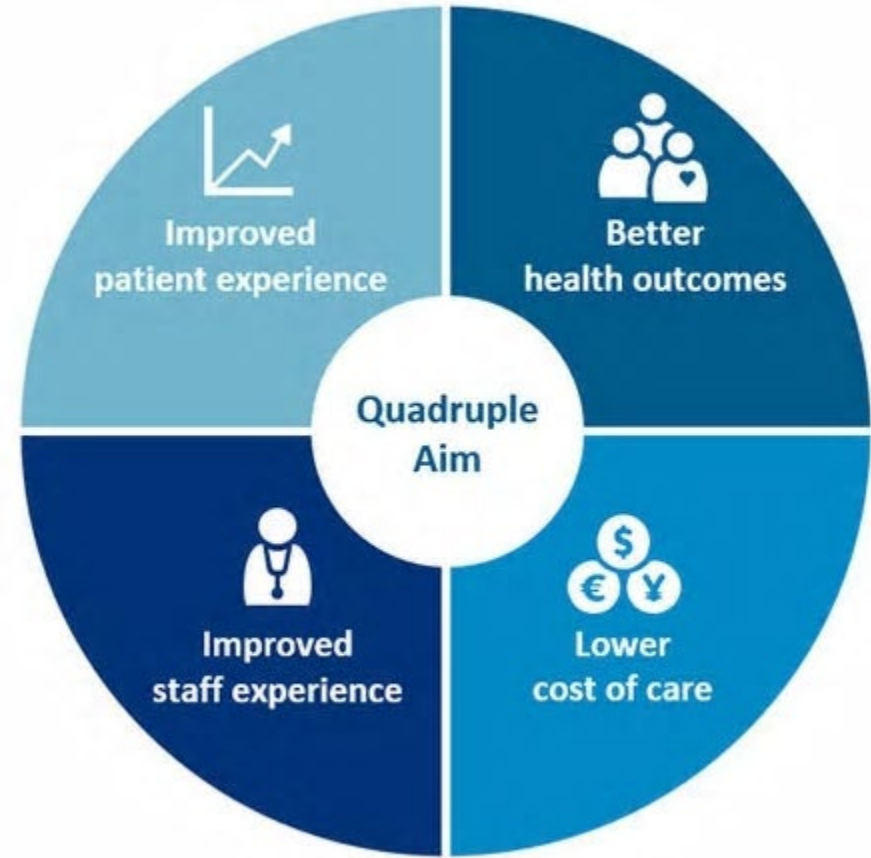 Improved
patient experience
Better
health outcomes
Quadruple
Aim
Improved
staff experience
$
€ ¥
Lower
cost of care